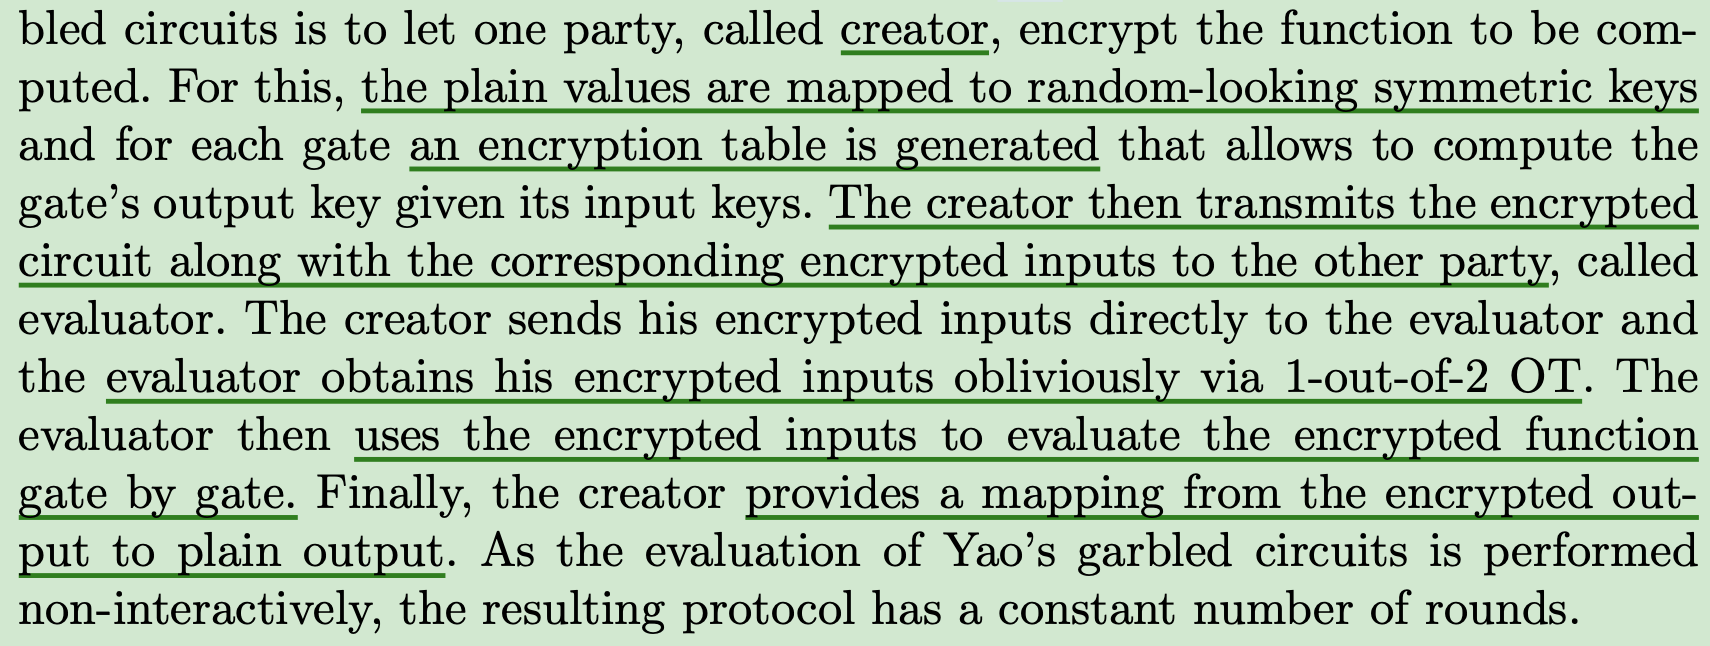 bled circuits is to let one party, called creator, encrypt the function to be com-
puted. For this, the plain values are mapped to random-looking symmetric keys
and for each gate an encryption table is generated that allows to compute the
gate's output key given its input keys. The creator then transmits the encrypted
circuit along with the corresponding encrypted inputs to the other party, called
evaluator. The creator sends his encrypted inputs directly to the evaluator and
the evaluator obtains his encrypted inputs obliviously via 1-out-of-2 OT. The
evaluator then uses the encrypted inputs to evaluate the encrypted function
gate by gate. Finally, the creator provides a mapping from the encrypted out-
put to plain output. As the evaluation of Yao's garbled circuits is performed
non-interactively, the resulting protocol has a constant number of rounds.